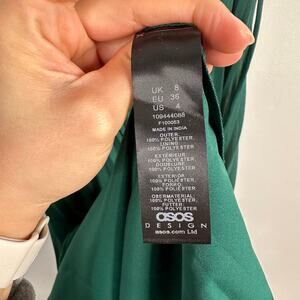 UK 8
EU 36
US 4
109444088
F100053
MADE IN INDIA
OUTER:
100% POLYESTER,
LINING
100% POLYESTER
EXTÉRIEUR
100% POLYESTER,
DOUBLURE
100% POLYESTER
EXTERIOR
100% POLIÉSTER,
FORRO
100% POLIÉSTER
OBERMATERIAL:
100% POLYESTER,
FUTTER
100% POLYESTER
asos
DESIGN
asos.com Ltd